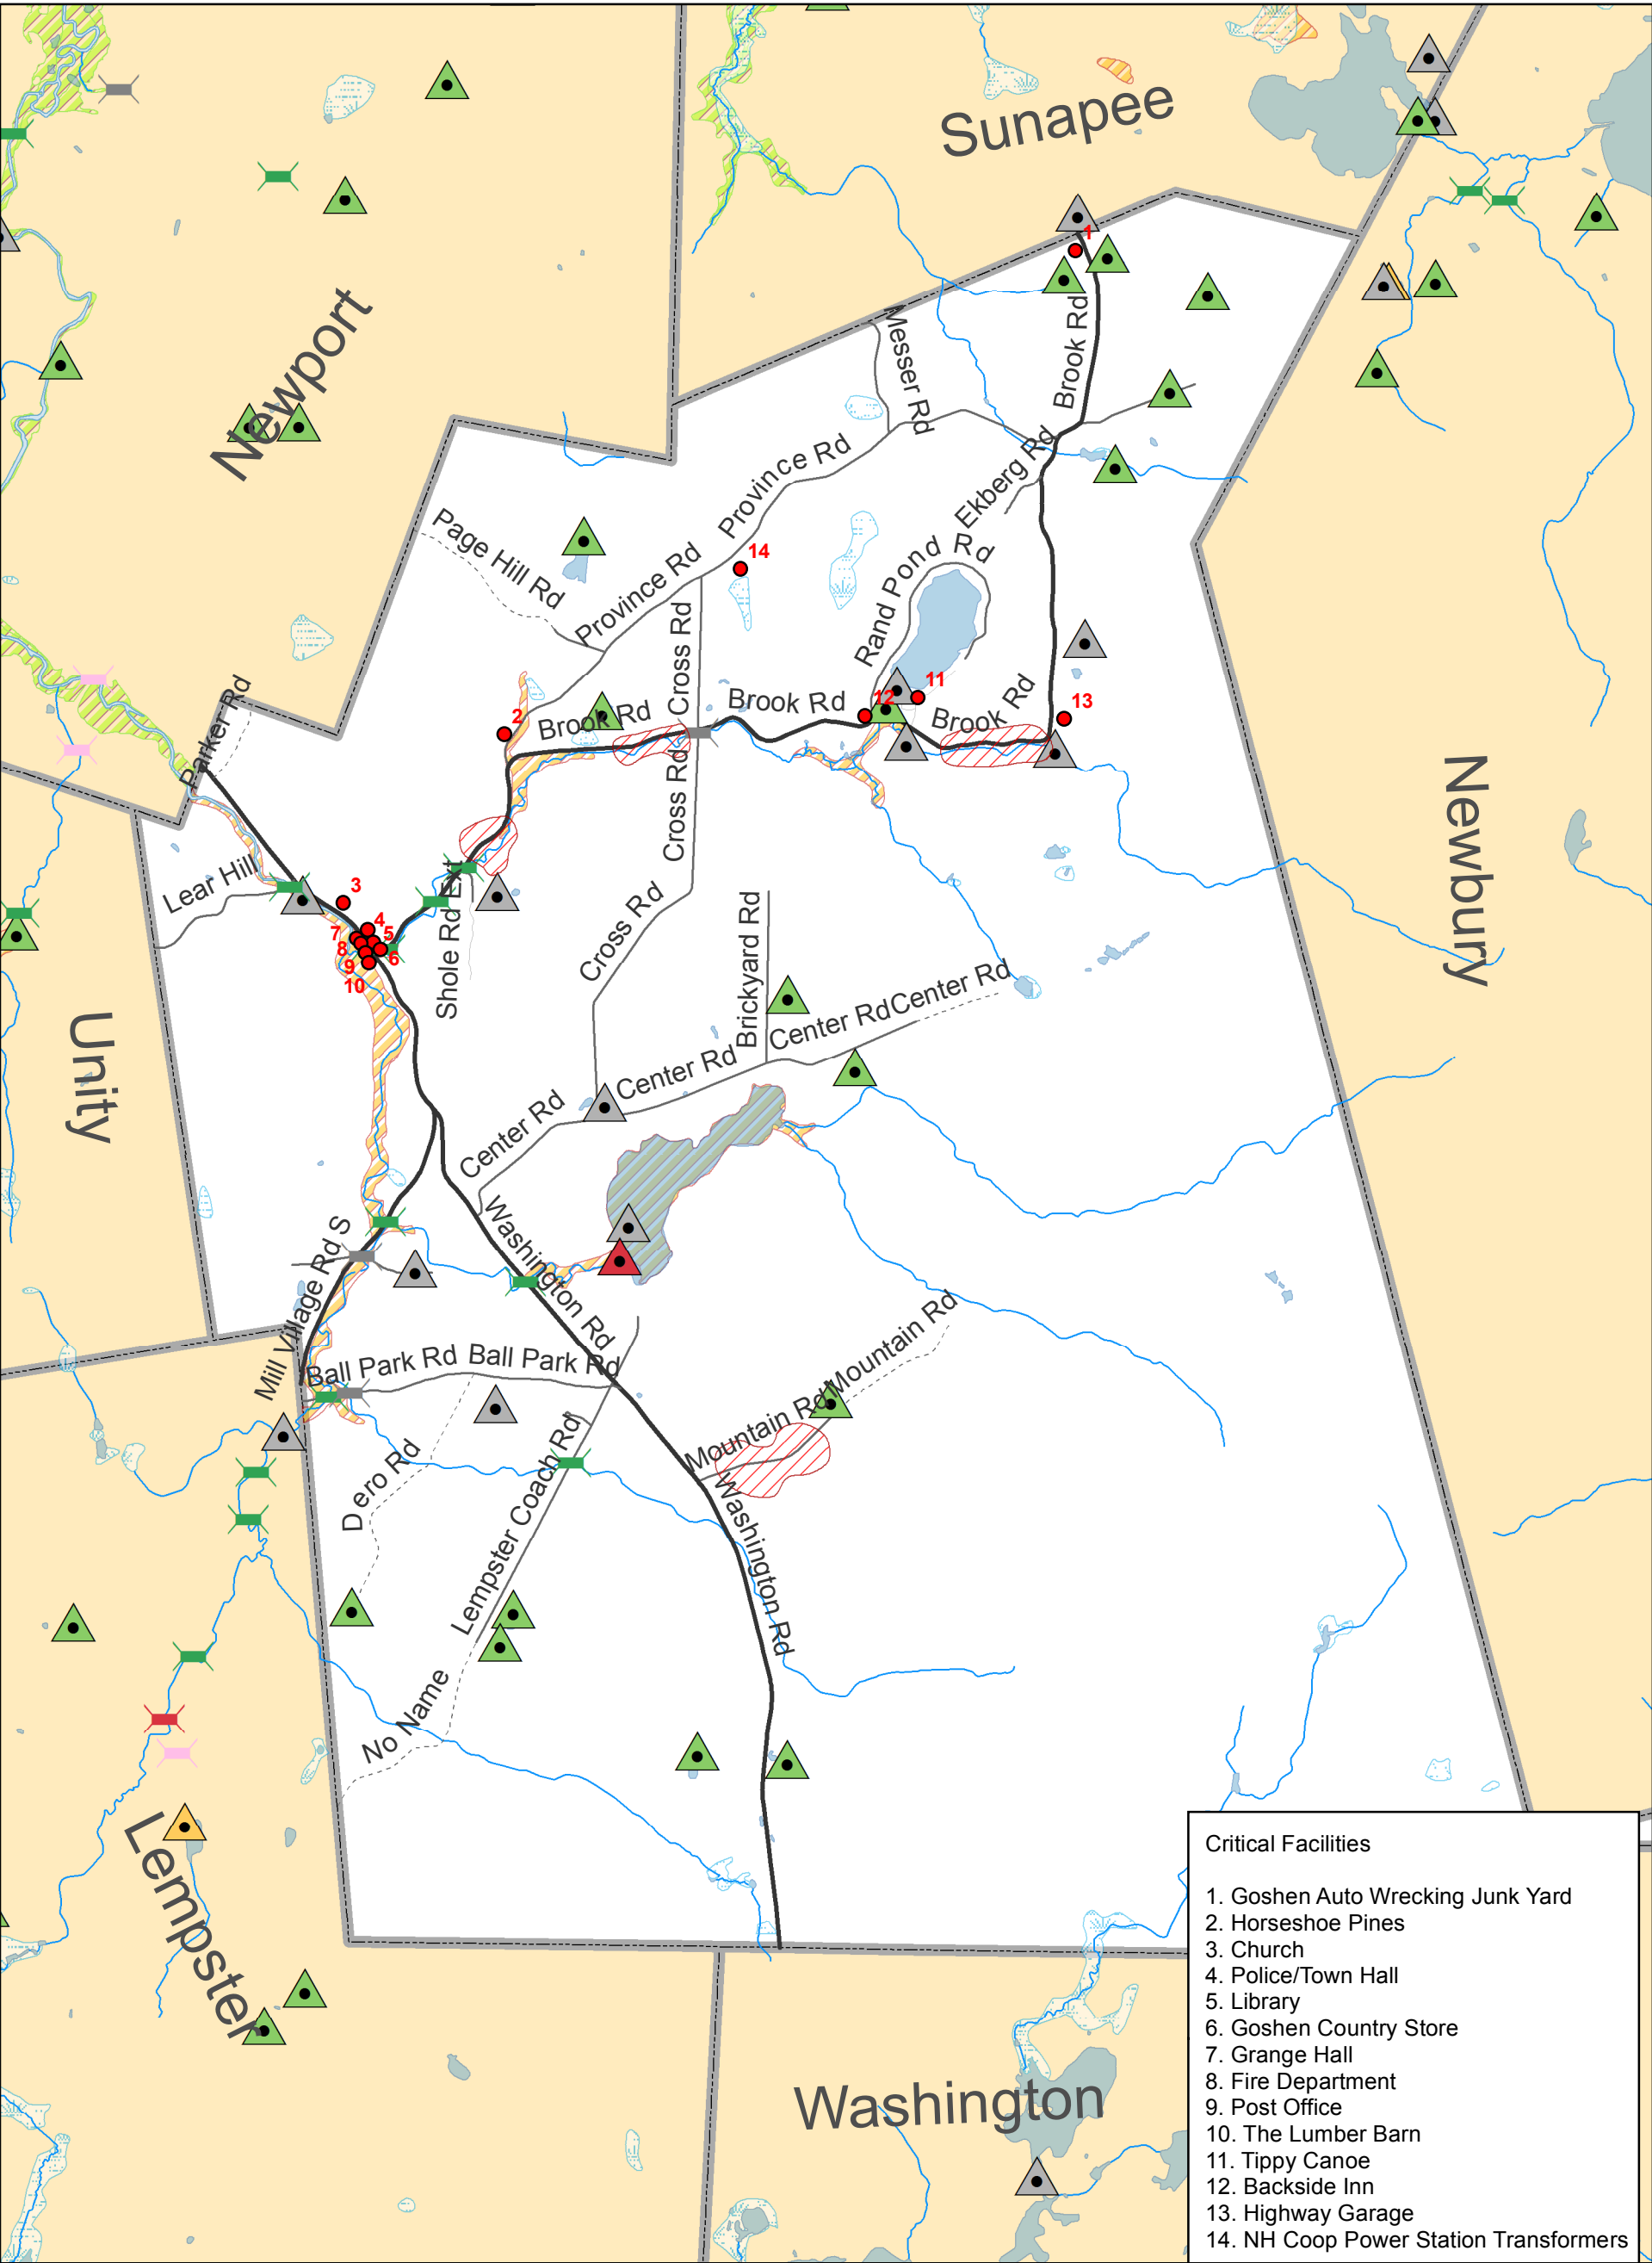 Sunapee
1
Newport
Messer Rd
Brook Rd
Ekberg Rd
Province Rd
Page Hill Rd
14
Rand Pond Rd
Province Rd
Cross Rd
Parker Rd
2
Brook Rd
Brook Rd
12
11
Brook Rd
13
Newbury
Cross Rd
Lear Hill
3
Shole Rd Ext
4
7
5
8
6
9
10
Cross Rd
Brickyard Rd
Center Rd
Center Rd
Unity
Center Rd
Center Rd
Mill Village Rd S
Washington Rd
Mountain Rd
Ball Park Rd
Ball Park Rd
Mountain Rd
Dero Rd
Lempster Coach Rd
Washington Rd
No Name
Lempster
Washington
Critical Facilities
1. Goshen Auto Wrecking Junk Yard
2. Horseshoe Pines
3. Church
4. Police/Town Hall
5. Library
6. Goshen Country Store
7. Grange Hall
8. Fire Department
9. Post Office
10. The Lumber Barn
11. Tippy Canoe
12. Backside Inn
13. Highway Garage
14. NH Coop Power Station Transformers